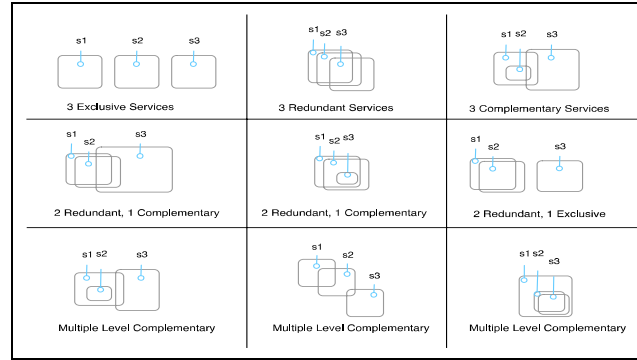 s1 s2 s3
3 Exclusive Services
s1
s2 s3
3 Redundant Services
s1 s2 s3
3 Complementary Services
s1 s3
s2
2 Redundant, 1 Complementary
s1 s2 s3
2 Redundant, 1 Complementary
s1
s2 s3
2 Redundant, 1 Exclusive
s1 s2 s3
Multiple Level Complementary
s1
s2
s3
Multiple Level Complementary
s1
s2
s3
Multiple Level Complementary